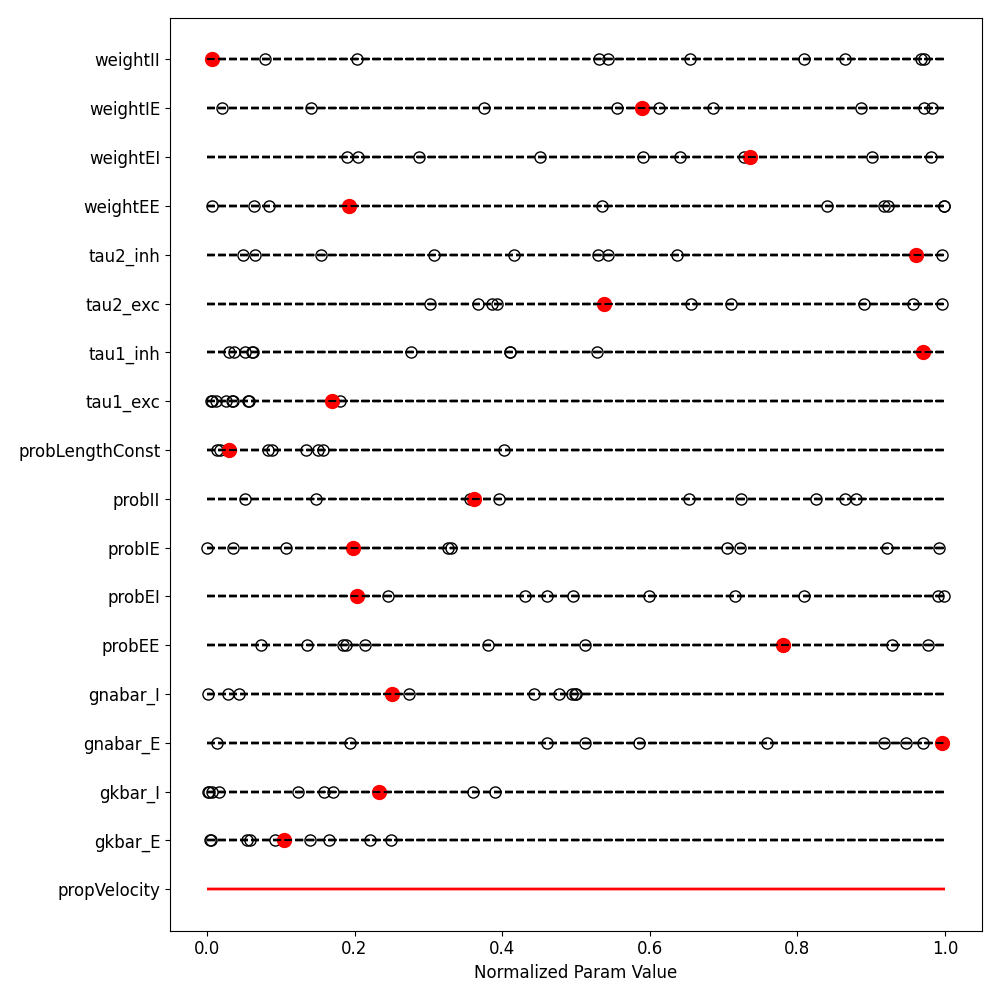 weightII
weightIE
weightEI
weightEE
tau2_inh
tau2_exc
tau1_inh
tau1_exc
probLengthConst
probII
probIE
probEI
probEE
gnabar_I
gnabar_E
gkbar_I
gkbar_E
propVelocity
0.0 0.2 0.4 0.6 0.8 1.0
Normalized Param Value